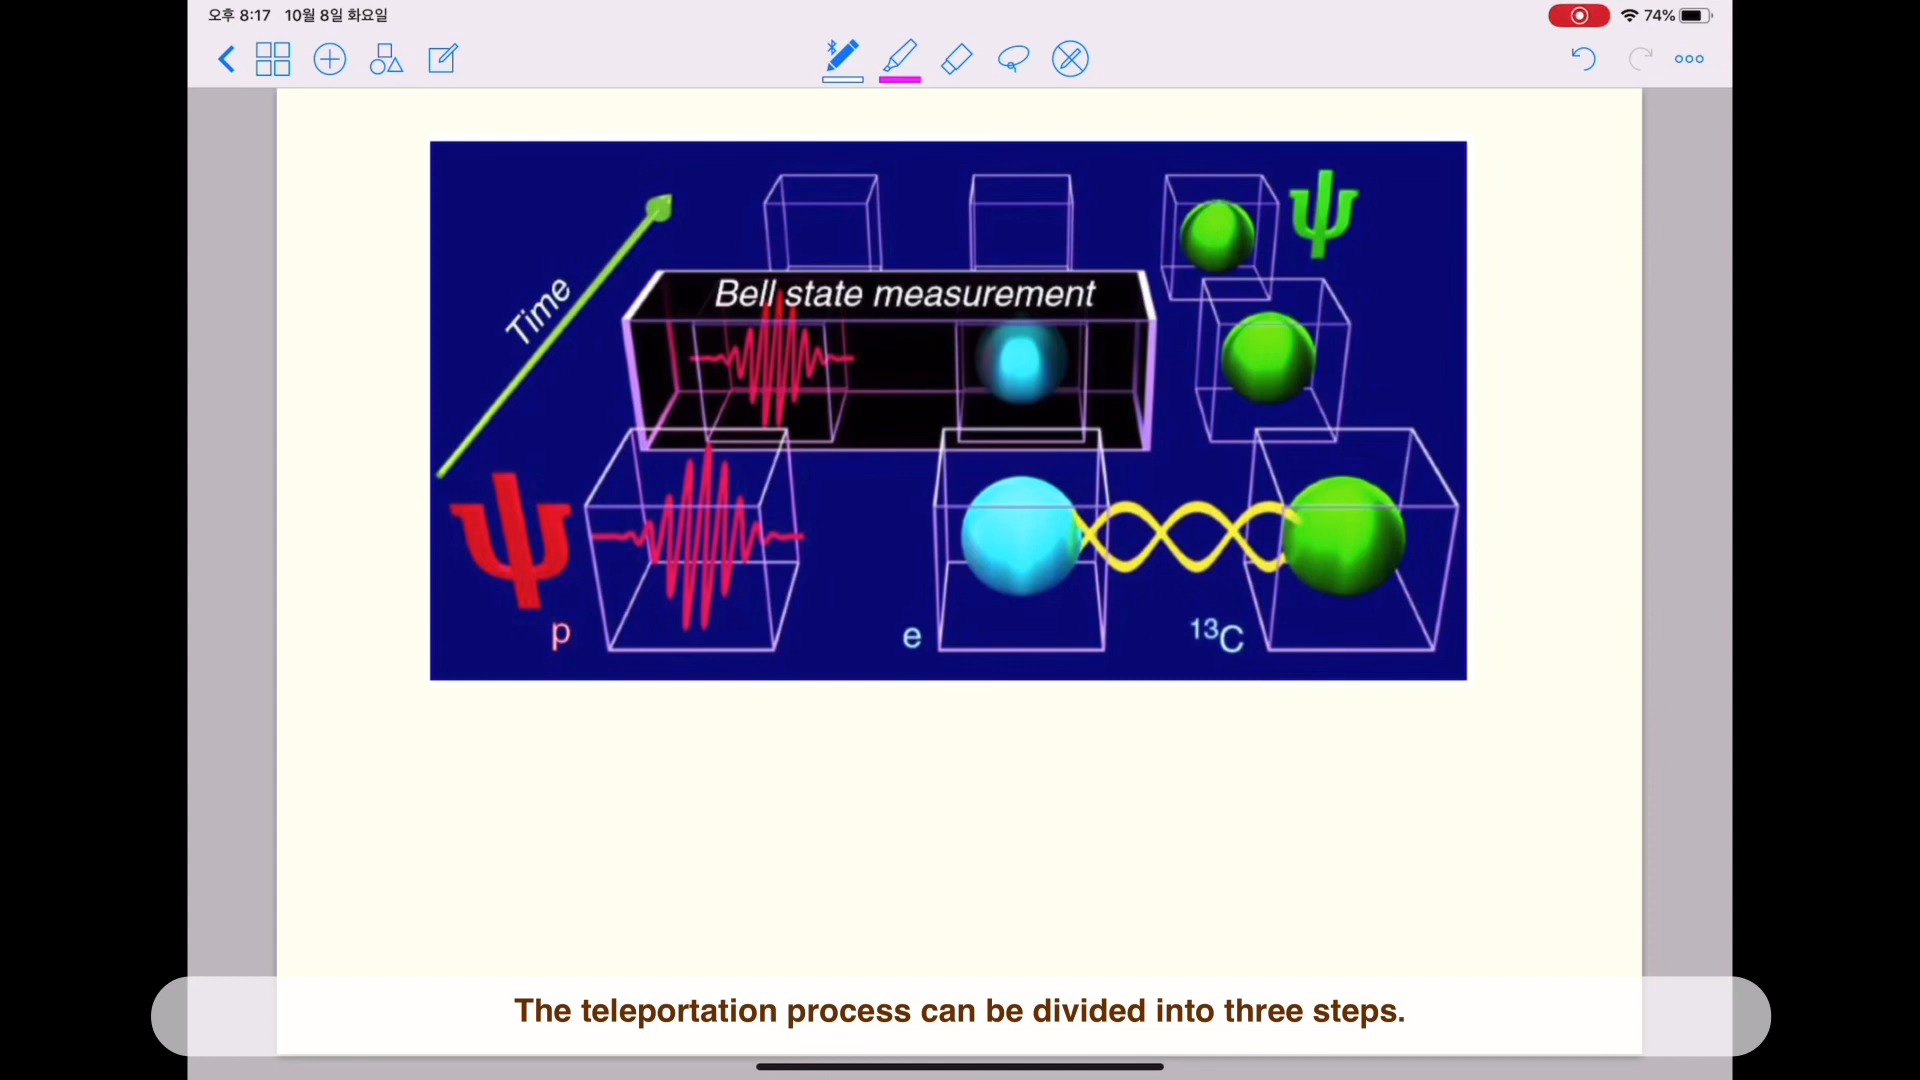 오후 8:17 10월 8일 화요일
74%
ψ
Bell state measurement
Time
ψ
p
e
¹³C
The teleportation process can be divided into three steps.